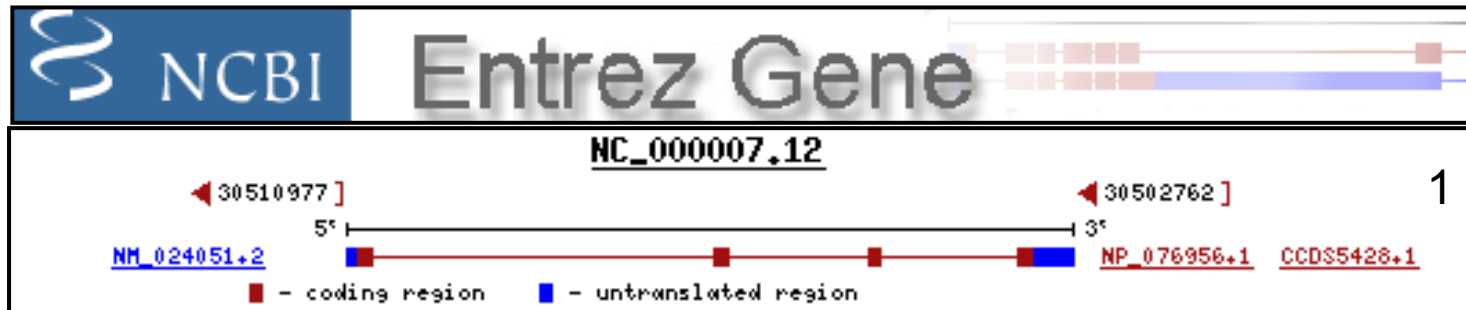 NCBI Entrez Gene
NC_000007.12
30510977 ] 30502762 ] 1
5' 3'
NM_024051.2 NP_076956.1 CCDS5428.1
- coding region - untranslated region